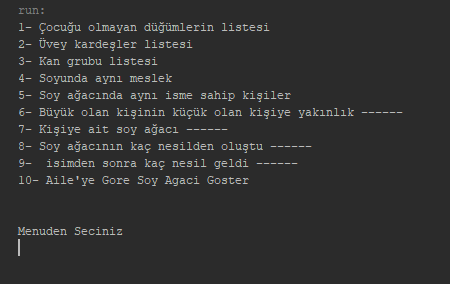 run:
1- Çocuğu olmayan düğümlerin listesi
2- Üvey kardeşler listesi
3- Kan grubu listesi
4- Soyunda aynı meslek
5- Soy ağacında aynı isme sahip kişiler
6- Büyük olan kişinin küçük olan kişiye yakınlık ------
7- Kişiye ait soy ağacı ------
8- Soy ağacının kaç nesilden oluştu ------
9-  isimden sonra kaç nesil geldi ------
10- Aile'ye Gore Soy Agaci Goster
Menuden Seciniz